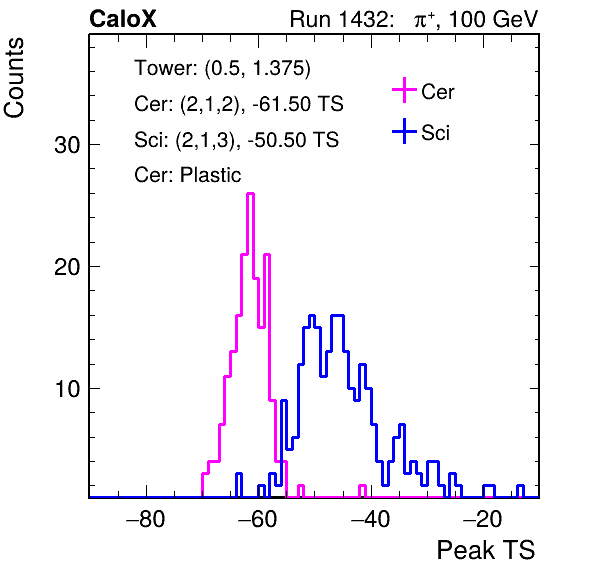 CaloX
Run 1432: π⁺, 100 GeV
Counts
Tower: (0.5, 1.375)
Cer: (2,1,2), -61.50 TS
Sci: (2,1,3), -50.50 TS
Cer: Plastic
Cer
Sci
30
20
10
−80 −60 −40 −20
Peak TS